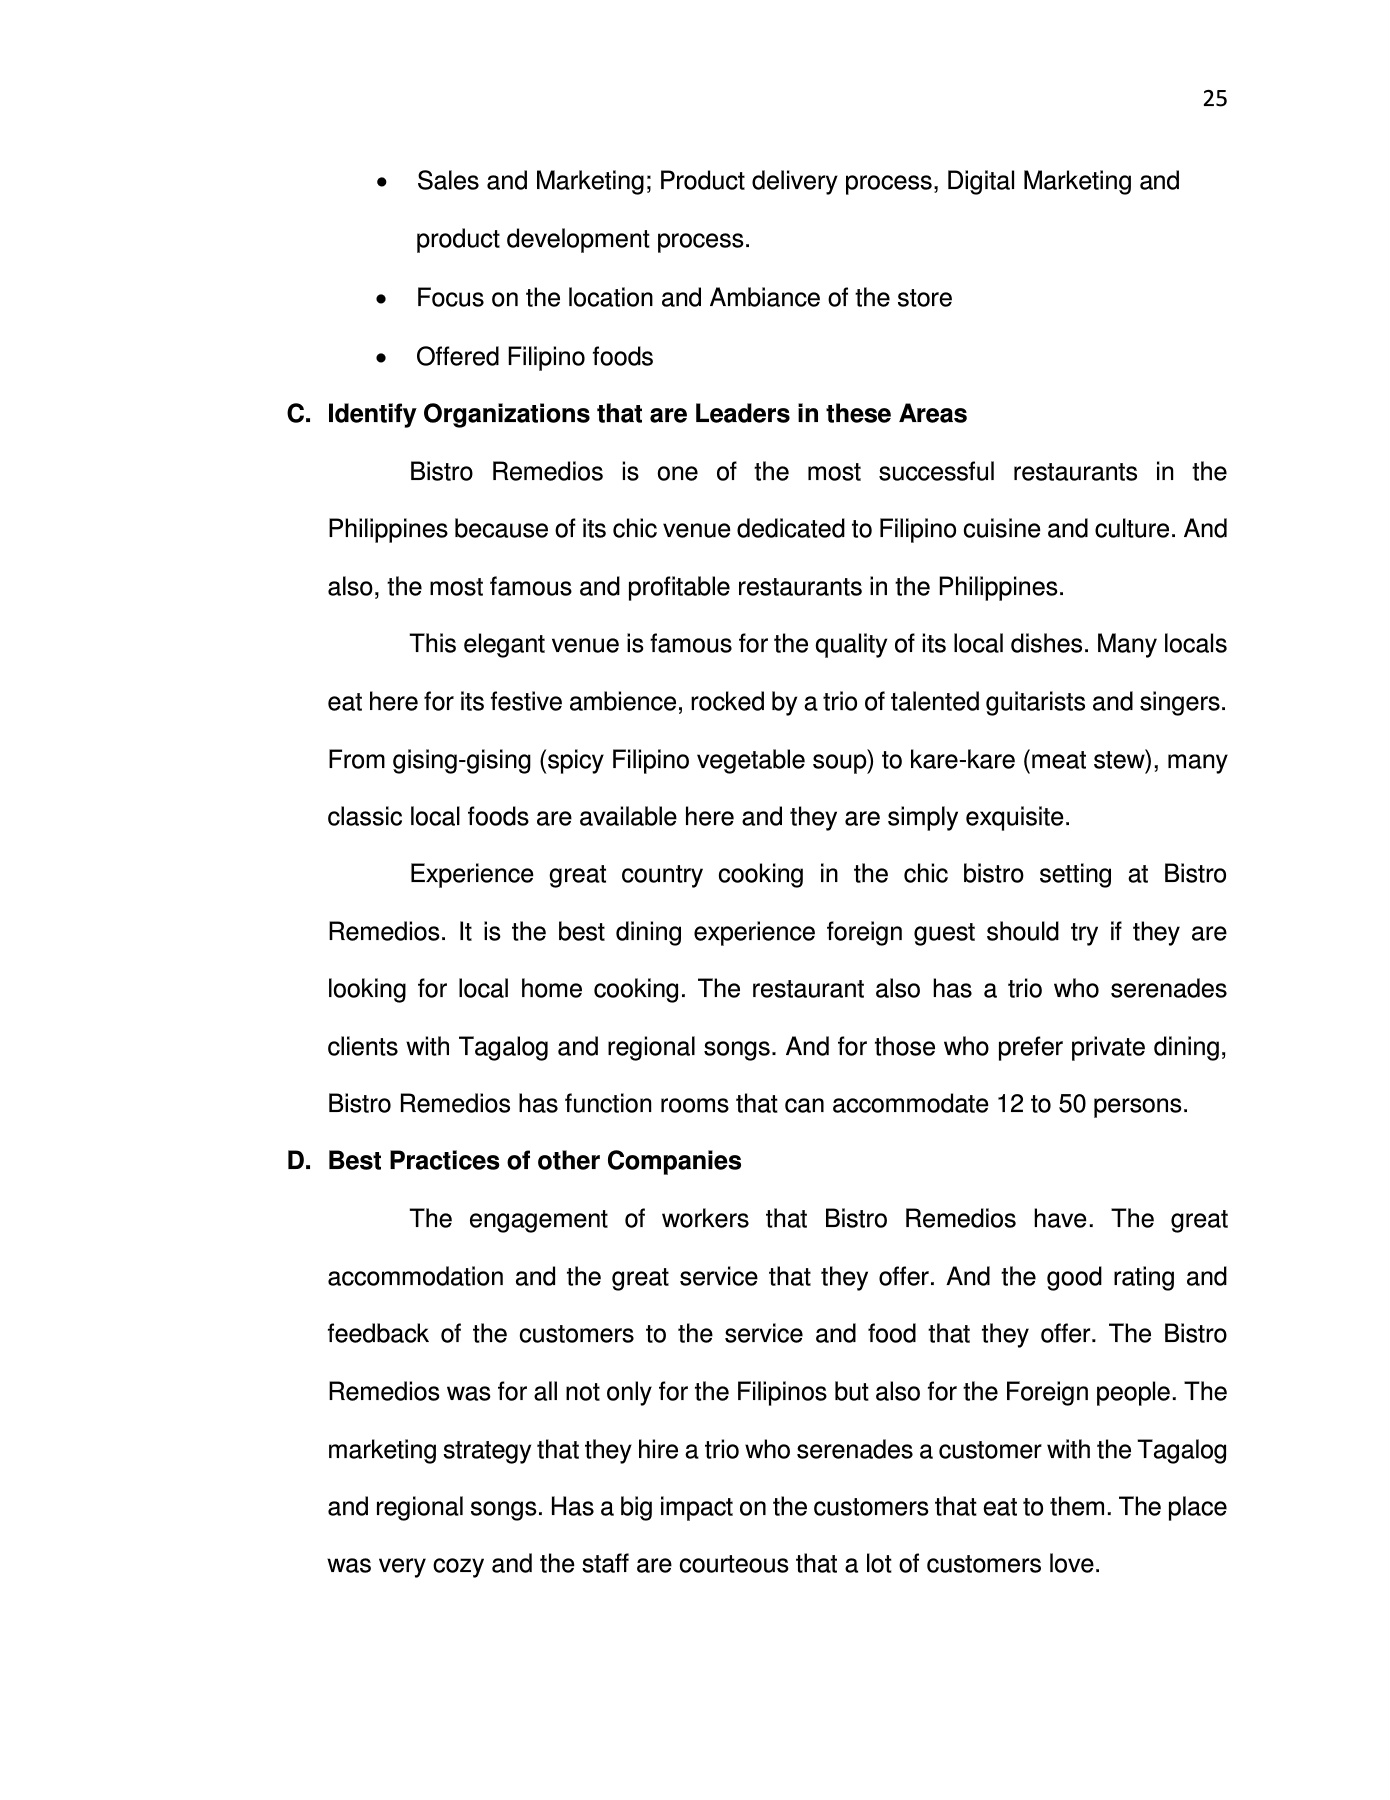 25
• Sales and Marketing; Product delivery process, Digital Marketing and
product development process.
• Focus on the location and Ambiance of the store
• Offered Filipino foods
C. Identify Organizations that are Leaders in these Areas
Bistro Remedios is one of the most successful restaurants in the
Philippines because of its chic venue dedicated to Filipino cuisine and culture. And
also, the most famous and profitable restaurants in the Philippines.
This elegant venue is famous for the quality of its local dishes. Many locals
eat here for its festive ambience, rocked by a trio of talented guitarists and singers.
From gising-gising (spicy Filipino vegetable soup) to kare-kare (meat stew), many
classic local foods are available here and they are simply exquisite.
Experience great country cooking in the chic bistro setting at Bistro
Remedios. It is the best dining experience foreign guest should try if they are
looking for local home cooking. The restaurant also has a trio who serenades
clients with Tagalog and regional songs. And for those who prefer private dining,
Bistro Remedios has function rooms that can accommodate 12 to 50 persons.
D. Best Practices of other Companies
The engagement of workers that Bistro Remedios have. The great
accommodation and the great service that they offer. And the good rating and
feedback of the customers to the service and food that they offer. The Bistro
Remedios was for all not only for the Filipinos but also for the Foreign people. The
marketing strategy that they hire a trio who serenades a customer with the Tagalog
and regional songs. Has a big impact on the customers that eat to them. The place
was very cozy and the staff are courteous that a lot of customers love.